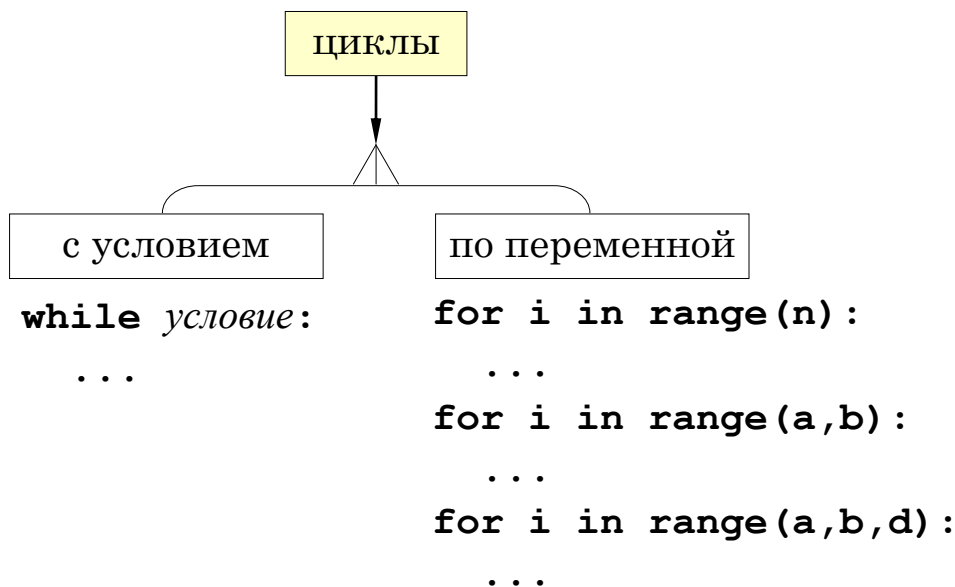 циклы
с условием
while условие:
...
по переменной
for i in range(n):
...
for i in range(a,b):
...
for i in range(a,b,d):
...